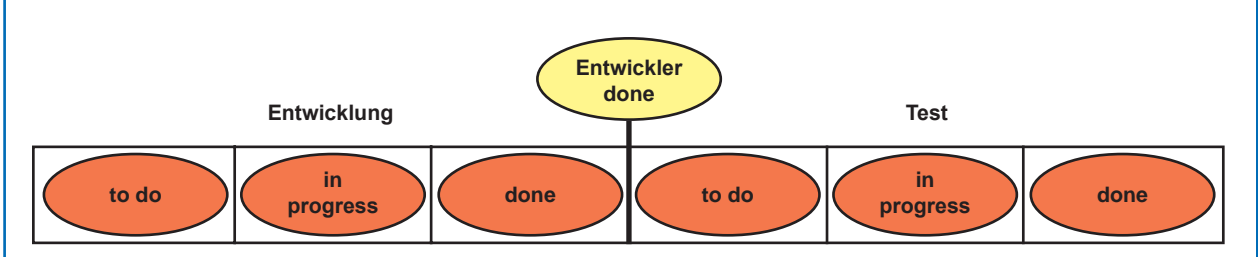 Entwickler
done
Entwicklung
Test
to do
in
progress
done
to do
in
progress
done